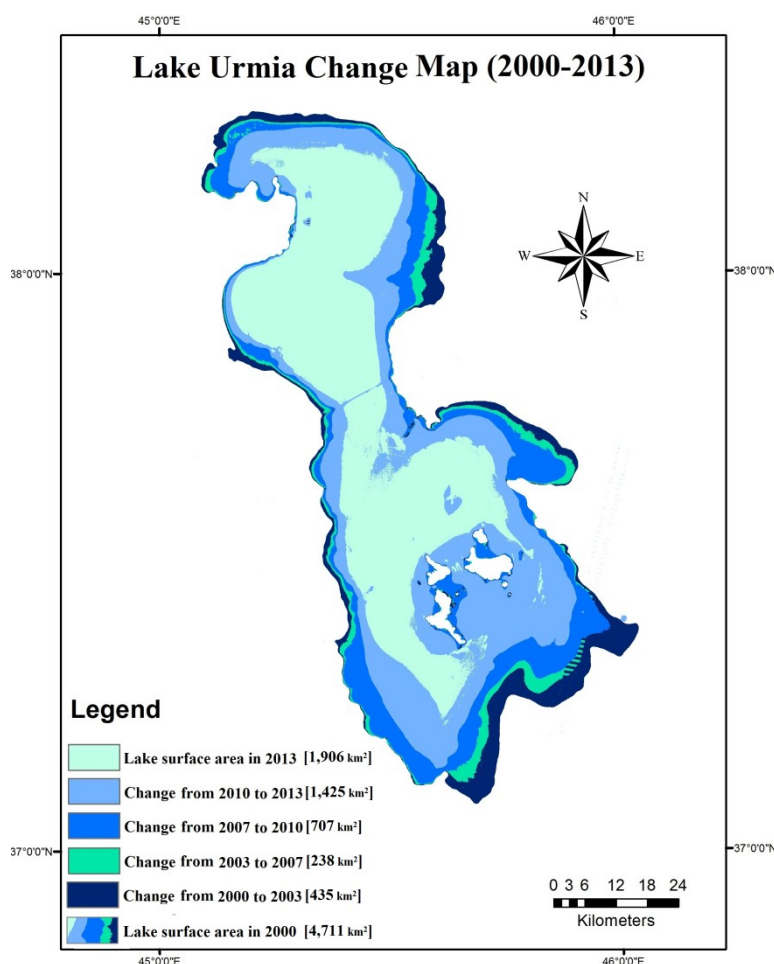 45°0'0"E 46°0'0"E
Lake Urmia Change Map (2000-2013)
N
W E
S
38°0'0"N 38°0'0"N
Legend
Lake surface area in 2013 [1,906 km²]
Change from 2010 to 2013 [1,425 km²]
Change from 2007 to 2010 [707 km²]
Change from 2003 to 2007 [238 km²]
Change from 2000 to 2003 [435 km²]
Lake surface area in 2000 [4,711 km²]
37°0'0"N 37°0'0"N
0 3 6 12 18 24
Kilometers
45°0'0"E 46°0'0"E